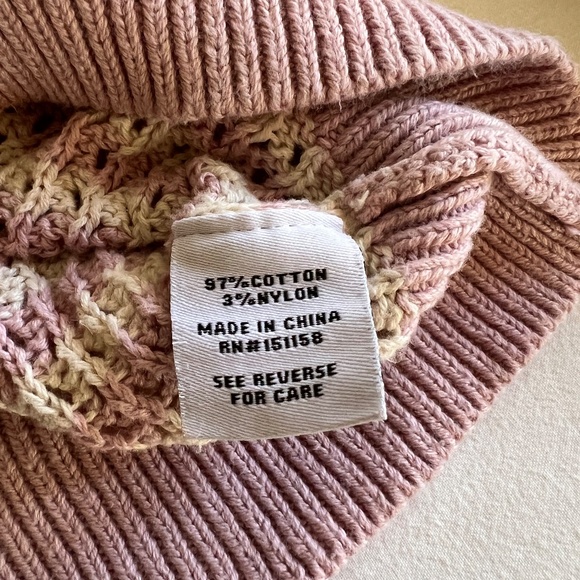 97%COTTON
3%NYLON
MADE IN CHINA
RN#151158
SEE REVERSE
FOR CARE